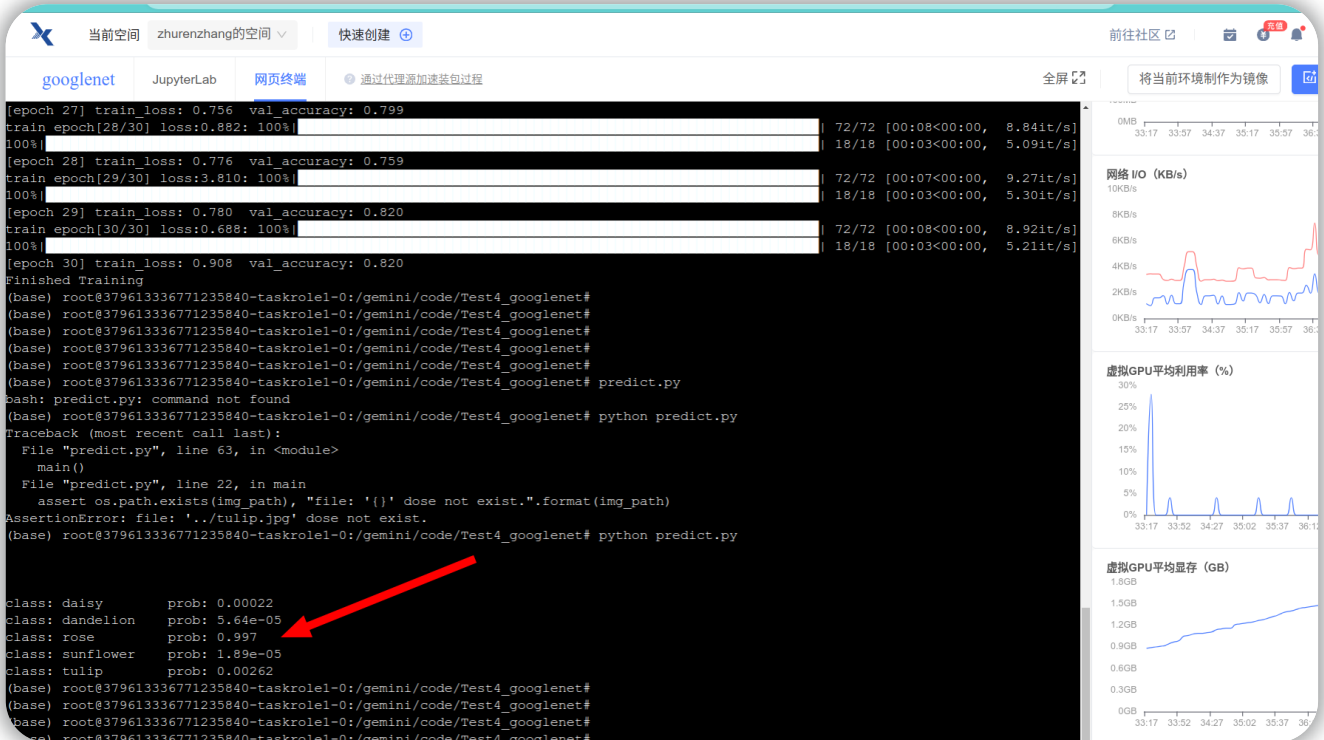 当前空间 zhurenzhang的空间 快速创建 前往社区 充值
googlenet JupyterLab 网页终端 通过代理源加速装包过程 全屏 将当前环境制作为镜像
[epoch 27] train_loss: 0.756  val_accuracy: 0.799
train epoch[28/30] loss:0.882: 100%| | 72/72 [00:08<00:00,  8.84it/s]
100%| | 18/18 [00:03<00:00,  5.09it/s]
[epoch 28] train_loss: 0.776  val_accuracy: 0.759
train epoch[29/30] loss:3.810: 100%| | 72/72 [00:07<00:00,  9.27it/s]
100%| | 18/18 [00:03<00:00,  5.30it/s]
[epoch 29] train_loss: 0.780  val_accuracy: 0.820
train epoch[30/30] loss:0.688: 100%| | 72/72 [00:08<00:00,  8.92it/s]
100%| | 18/18 [00:03<00:00,  5.21it/s]
[epoch 30] train_loss: 0.908  val_accuracy: 0.820
Finished Training
(base) root@379613336771235840-taskrole1-0:/gemini/code/Test4_googlenet#
(base) root@379613336771235840-taskrole1-0:/gemini/code/Test4_googlenet#
(base) root@379613336771235840-taskrole1-0:/gemini/code/Test4_googlenet#
(base) root@379613336771235840-taskrole1-0:/gemini/code/Test4_googlenet#
(base) root@379613336771235840-taskrole1-0:/gemini/code/Test4_googlenet#
(base) root@379613336771235840-taskrole1-0:/gemini/code/Test4_googlenet# predict.py
bash: predict.py: command not found
(base) root@379613336771235840-taskrole1-0:/gemini/code/Test4_googlenet# python predict.py
Traceback (most recent call last):
  File "predict.py", line 63, in <module>
    main()
  File "predict.py", line 22, in main
    assert os.path.exists(img_path), "file: '{}' dose not exist.".format(img_path)
AssertionError: file: '../tulip.jpg' dose not exist.
(base) root@379613336771235840-taskrole1-0:/gemini/code/Test4_googlenet# python predict.py
class: daisy        prob: 0.00022
class: dandelion    prob: 5.64e-05
class: rose         prob: 0.997
class: sunflower    prob: 1.89e-05
class: tulip        prob: 0.00262
(base) root@379613336771235840-taskrole1-0:/gemini/code/Test4_googlenet#
(base) root@379613336771235840-taskrole1-0:/gemini/code/Test4_googlenet#
(base) root@379613336771235840-taskrole1-0:/gemini/code/Test4_googlenet#
(base) root@379613336771235840-taskrole1-0:/gemini/code/Test4_googlenet#
0MB
33:17 33:57 34:37 35:17 35:57
网络 I/O（KB/s）
10KB/s
8KB/s
6KB/s
4KB/s
2KB/s
0KB/s
33:17 33:57 34:37 35:17 35:57
虚拟GPU平均利用率（%）
30%
25%
20%
15%
10%
5%
0%
33:17 33:52 34:27 35:02 35:37
虚拟GPU平均显存（GB）
1.8GB
1.5GB
1.2GB
0.9GB
0.6GB
0.3GB
0GB
33:17 33:52 34:27 35:02 35:37